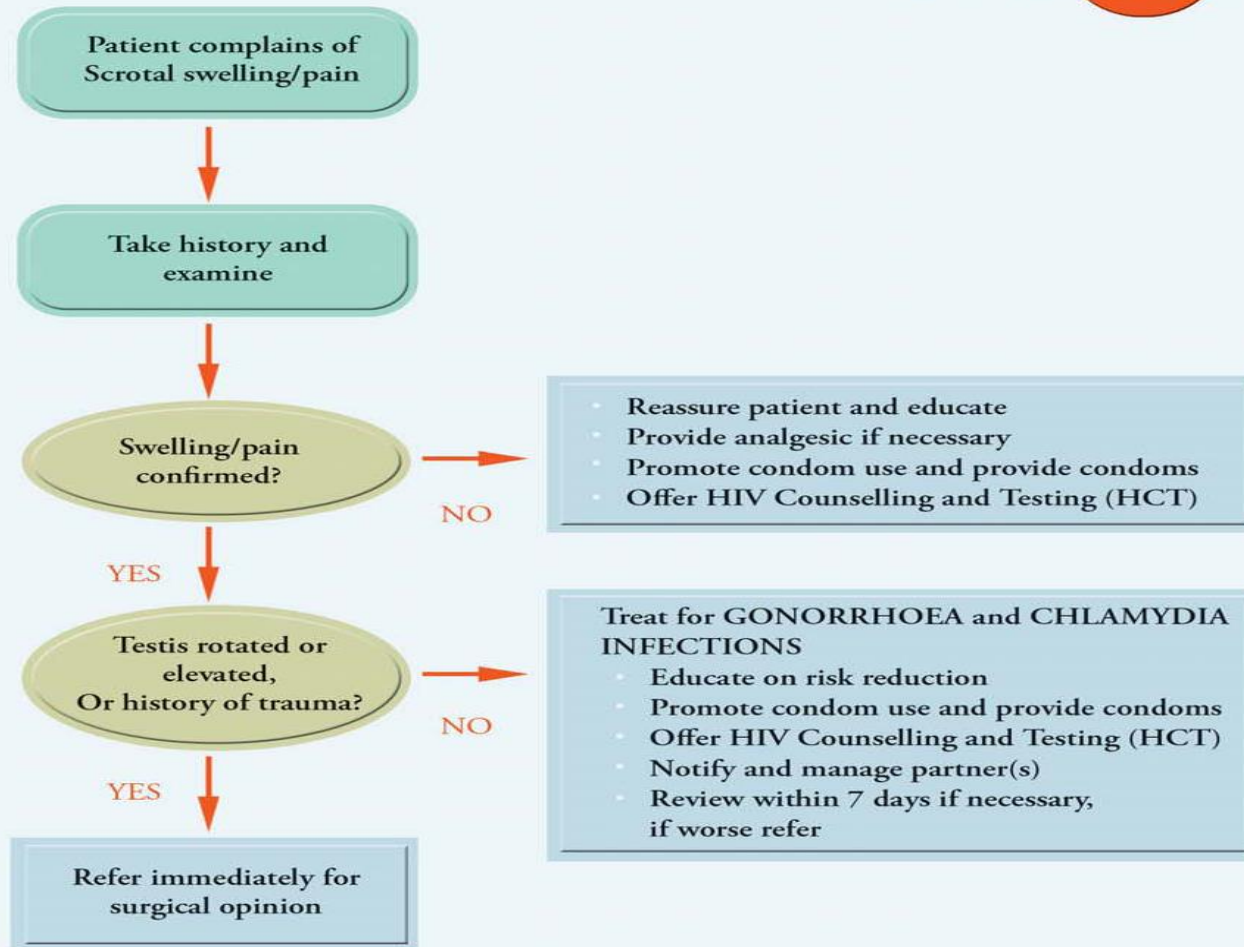 Patient complains of
Scrotal swelling/pain
Take history and
examine
Swelling/pain
confirmed?
NO
Reassure patient and educate
Provide analgesic if necessary
Promote condom use and provide condoms
Offer HIV Counselling and Testing (HCT)
YES
Testis rotated or
elevated,
Or history of trauma?
NO
Treat for GONORRHOEA and CHLAMYDIA
INFECTIONS
Educate on risk reduction
Promote condom use and provide condoms
Offer HIV Counselling and Testing (HCT)
Notify and manage partner(s)
Review within 7 days if necessary,
if worse refer
YES
Refer immediately for
surgical opinion